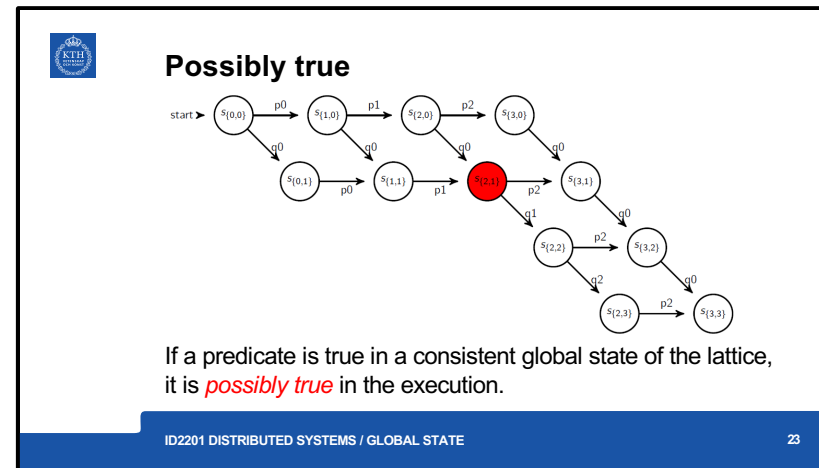 KTH
VETENSKAP
OCH KONST
Possibly true
start s{0,0} p0 s{1,0} p1 s{2,0} p2 s{3,0}
q0 q0 q0 q0
s{0,1} p0 s{1,1} p1 s{2,1} p2 s{3,1}
q1 q0
s{2,2} p2 s{3,2}
q2 q0
s{2,3} p2 s{3,3}
If a predicate is true in a consistent global state of the lattice,
it is possibly true in the execution.
ID2201 DISTRIBUTED SYSTEMS / GLOBAL STATE 23